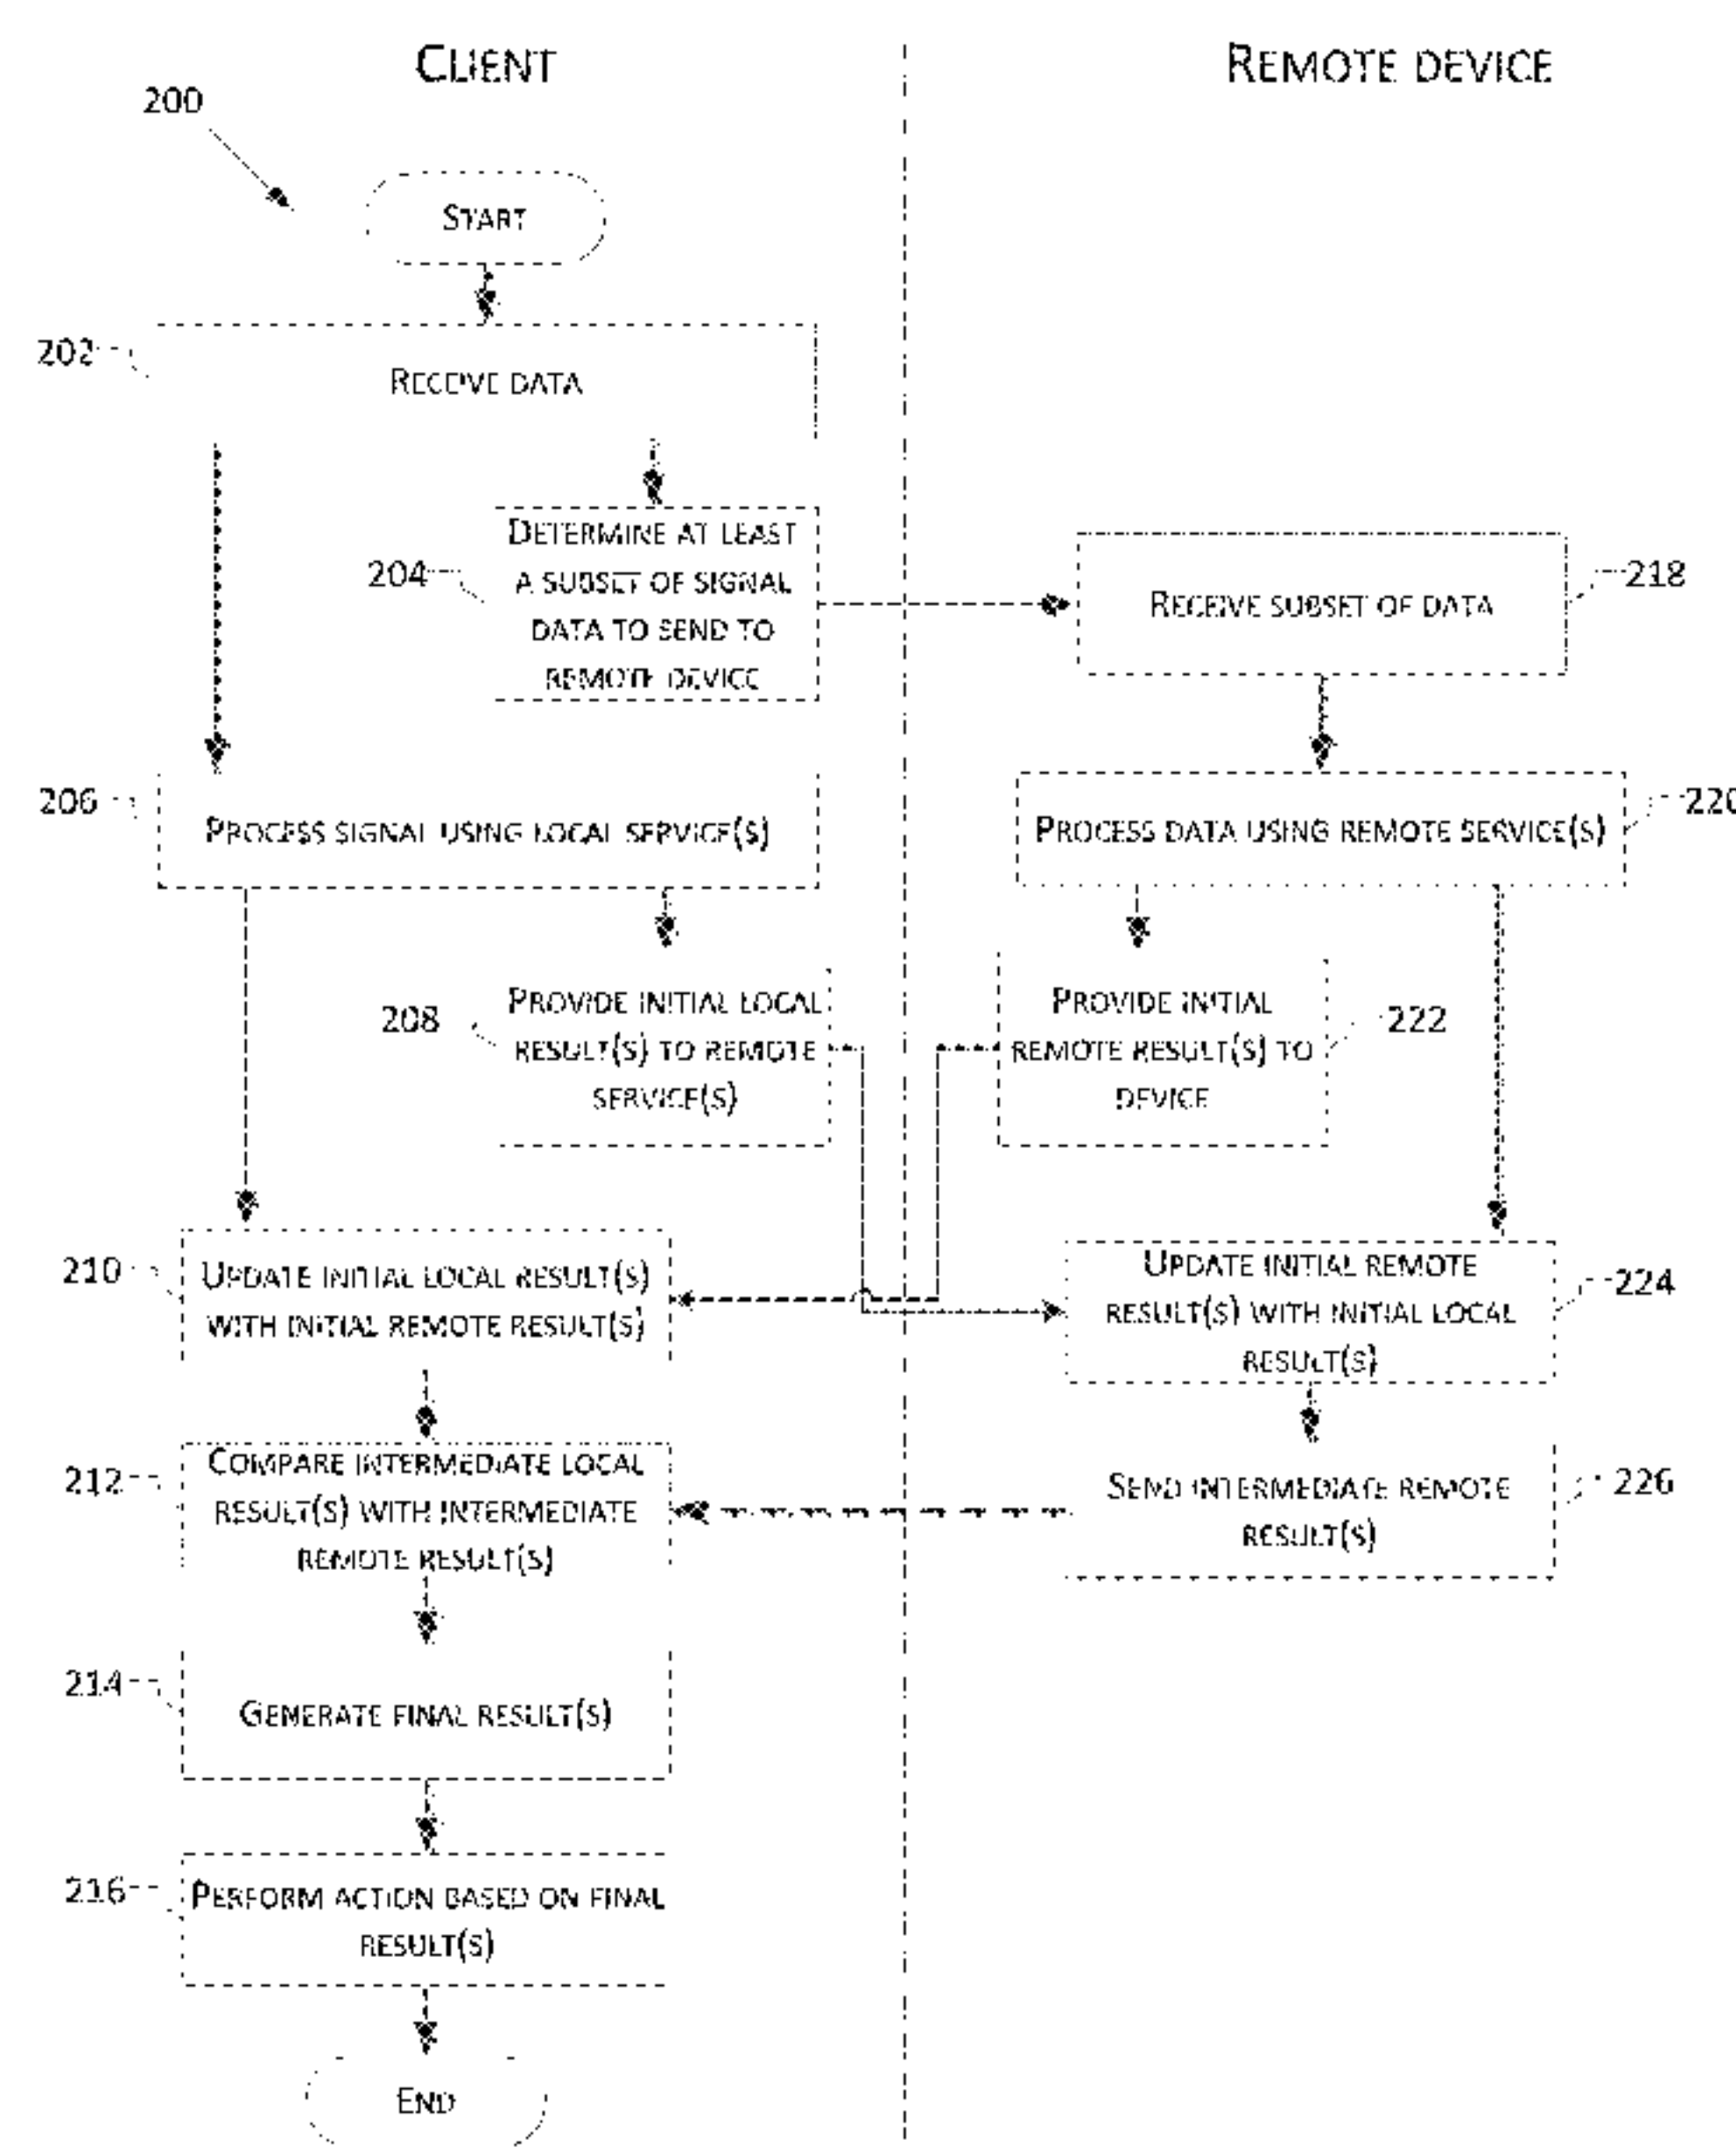 CLIENT
REMOTE DEVICE
200
START
202
RECEIVE DATA
204
DETERMINE AT LEAST
A SUBSET OF SIGNAL
DATA TO SEND TO
REMOTE DEVICE
RECEIVE SUBSET OF DATA
218
206
PROCESS SIGNAL USING LOCAL SERVICE(S)
PROCESS DATA USING REMOTE SERVICE(S)
220
208
PROVIDE INITIAL LOCAL
RESULT(S) TO REMOTE
SERVICE(S)
PROVIDE INITIAL
REMOTE RESULT(S) TO
DEVICE
222
210
UPDATE INITIAL LOCAL RESULT(S)
WITH INITIAL REMOTE RESULT(S)
UPDATE INITIAL REMOTE
RESULT(S) WITH INITIAL LOCAL
RESULT(S)
224
212
COMPARE INTERMEDIATE LOCAL
RESULT(S) WITH INTERMEDIATE
REMOTE RESULT(S)
SEND INTERMEDIATE REMOTE
RESULT(S)
226
214
GENERATE FINAL RESULT(S)
216
PERFORM ACTION BASED ON FINAL
RESULT(S)
END